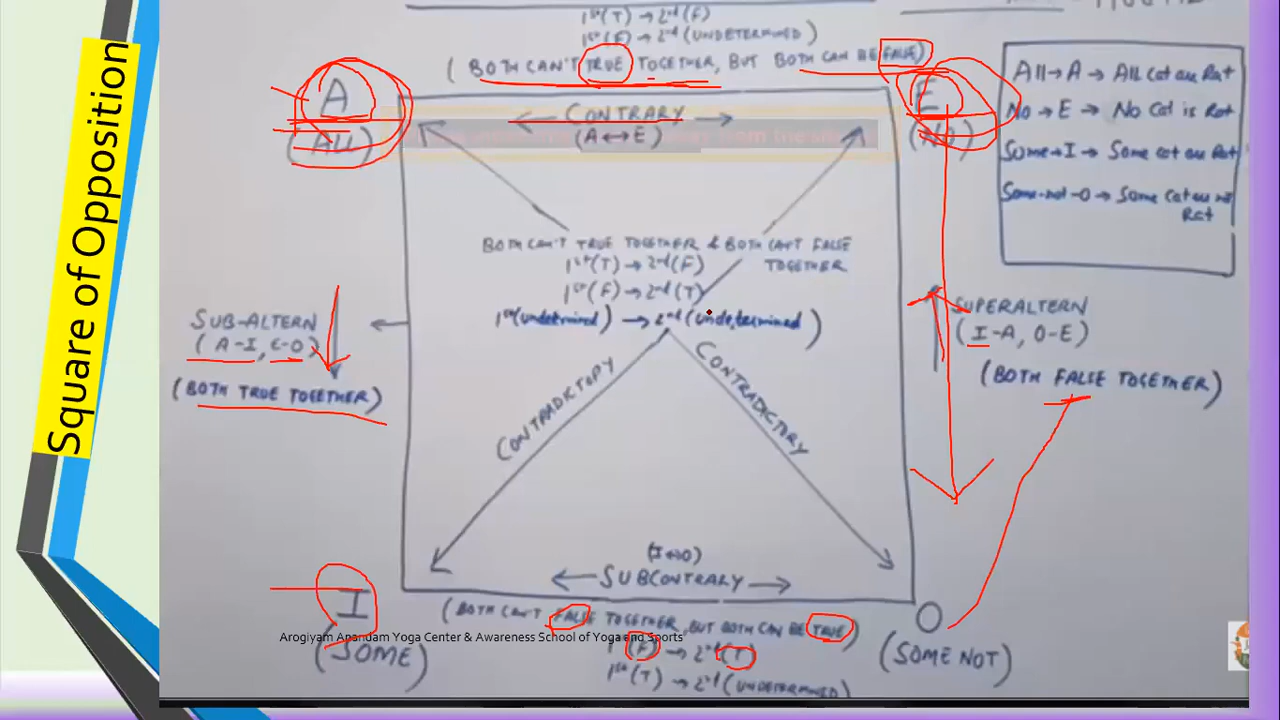 Square of Opposition
1st(T) → 2nd(F)
1st(F) → 2nd(UNDETERMINED)
(BOTH CAN'T TRUE TOGETHER, BUT BOTH CAN BE FALSE)
A
(ALL)
CONTRARY
(A ↔ E)
E
(NO)
All → A → All Cat are Rat
No → E → No Cat is Rat
Some → I → Some cat are Rat
Some-not-O → Some Cat are not
Rat
BOTH CAN'T TRUE TOGETHER & BOTH CAN'T FALSE
TOGETHER
1st(T) → 2nd(F)
1st(F) → 2nd(T)
1st(undetermined) → 2nd(undetermined)
SUB-ALTERN
(A-I, E-O)
(BOTH TRUE TOGETHER)
SUPERALTERN
(I-A, O-E)
(BOTH FALSE TOGETHER)
CONTRADICTOPY
CONTRADICTORY
(I↔O)
SUBCONTRARY
I
(SOME)
(BOTH CAN'T FALSE TOGETHER, BUT BOTH CAN BE TRUE)
Arogiyam Anandam Yoga Center & Awareness School of Yoga and Sports
1st(F) → 2nd(T)
1st(T) → 2nd(UNDETERMINED)
O
(SOME NOT)